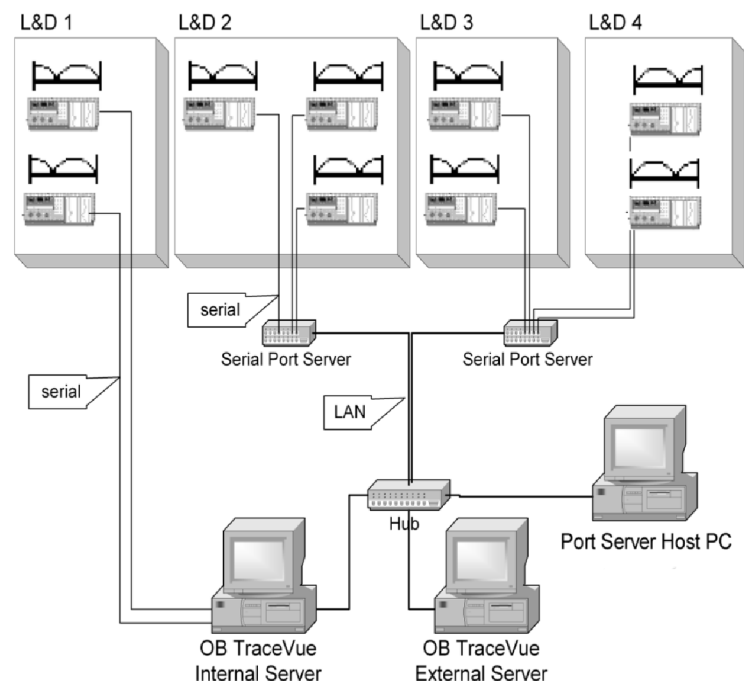 L&D 1
L&D 2
L&D 3
L&D 4
serial
Serial Port Server
Serial Port Server
serial
LAN
Hub
Port Server Host PC
OB TraceVue
Internal Server
OB TraceVue
External Server